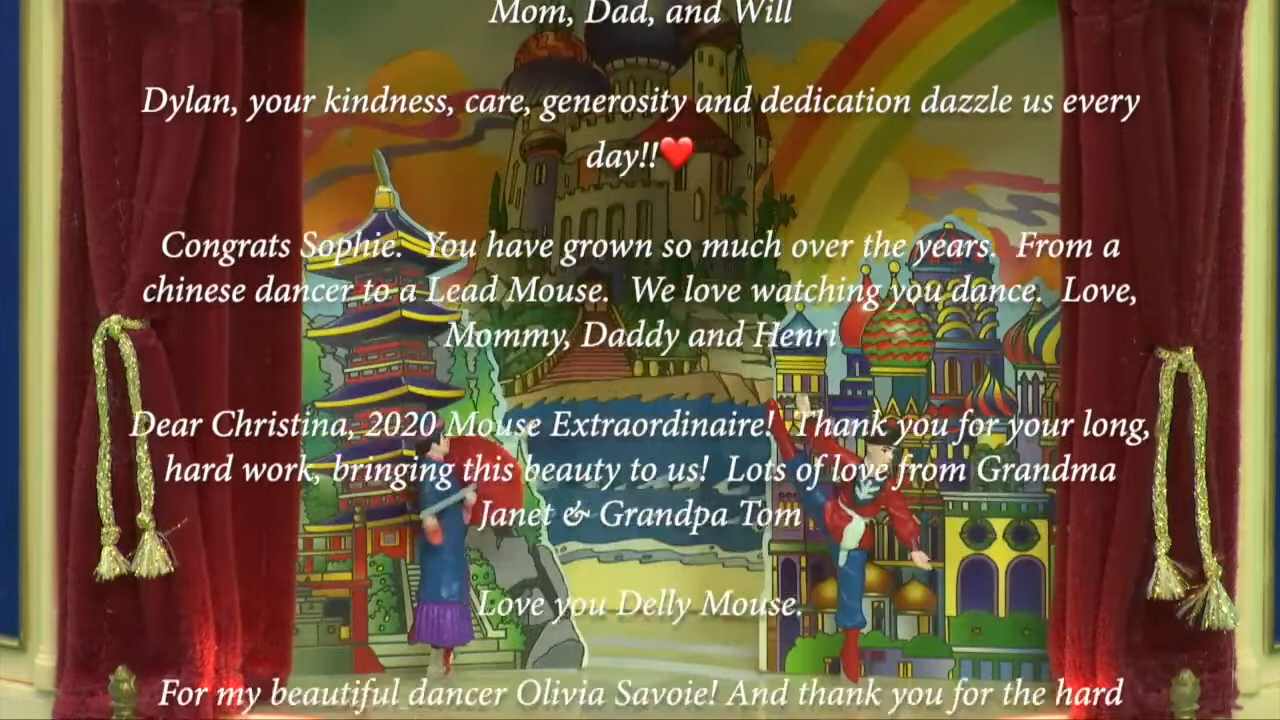 Mom, Dad, and Will
Dylan, your kindness, care, generosity and dedication dazzle us every
day!!❤️
Congrats Sophie.  You have grown so much over the years.  From a
chinese dancer to a Lead Mouse.  We love watching you dance.  Love,
Mommy, Daddy and Henri
Dear Christina, 2020 Mouse Extraordinaire!  Thank you for your long,
hard work, bringing this beauty to us!  Lots of love from Grandma
Janet & Grandpa Tom
Love you Delly Mouse.
For my beautiful dancer Olivia Savoie! And thank you for the hard